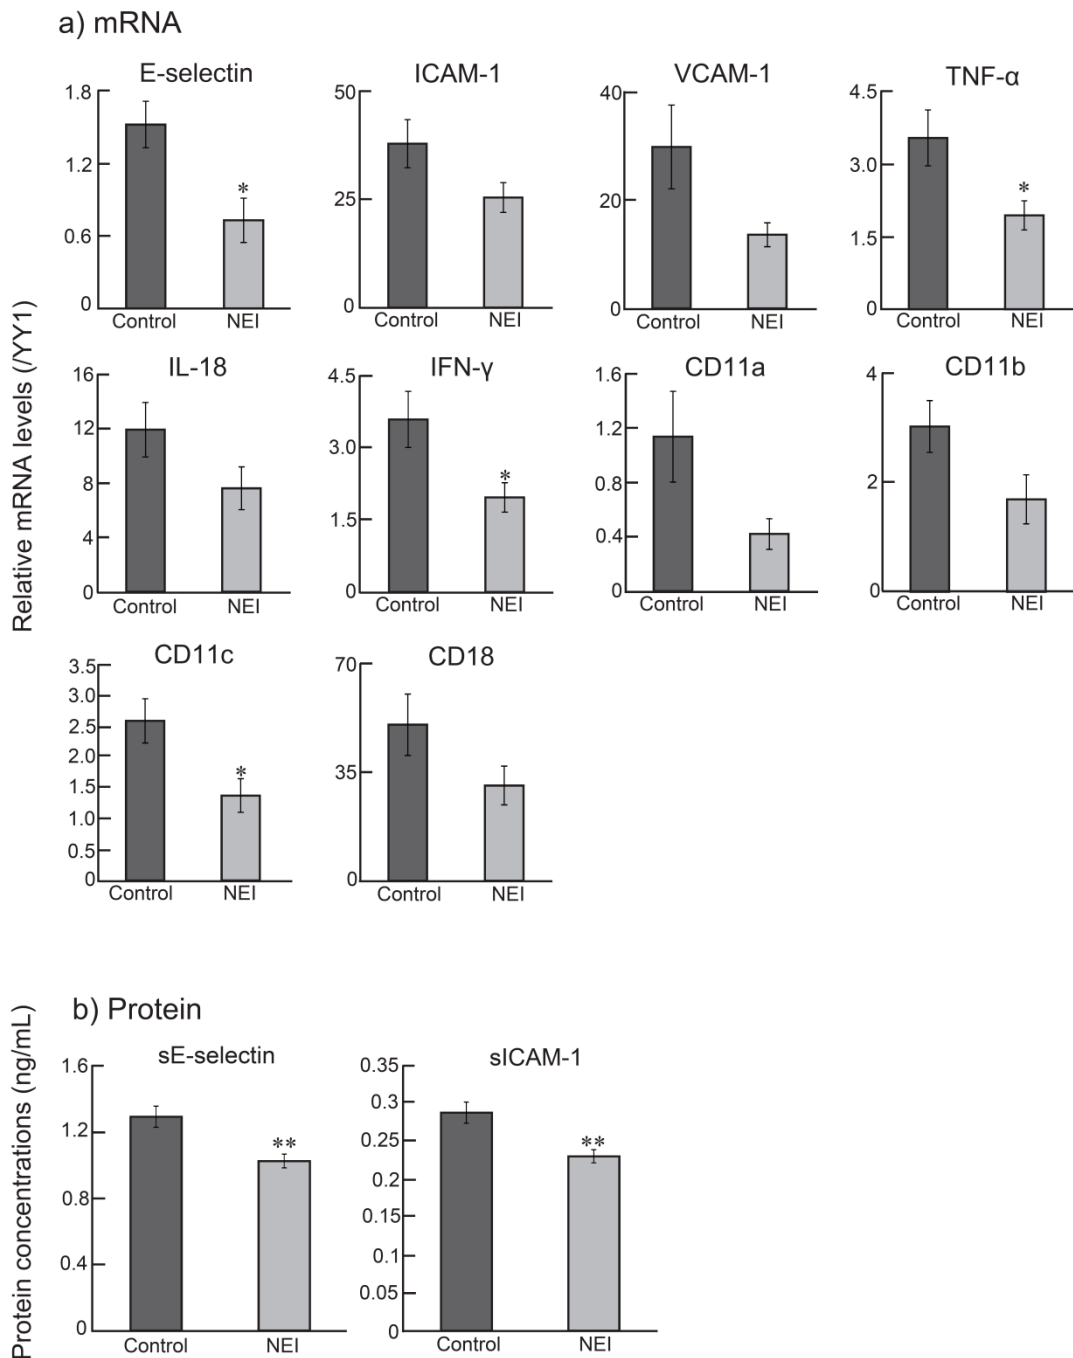 a) mRNA
Relative mRNA levels (/YY1)
E-selectin
1.8
1.2
0.6
0
*
Control NEI
ICAM-1
50
25
0
Control NEI
VCAM-1
40
20
0
Control NEI
TNF-α
4.5
3.0
1.5
0
*
Control NEI
IL-18
16
12
8
4
0
Control NEI
IFN-γ
4.5
3.0
1.5
0
*
Control NEI
CD11a
1.6
1.2
0.8
0.4
0
Control NEI
CD11b
4
2
0
Control NEI
CD11c
3.5
3.0
2.5
2.0
1.5
1.0
0.5
0
*
Control NEI
CD18
70
35
0
Control NEI
b) Protein
Protein concentrations (ng/mL)
sE-selectin
1.6
1.2
0.8
0.4
0
**
Control NEI
sICAM-1
0.35
0.3
0.25
0.2
0.15
0.1
0.05
0
**
Control NEI